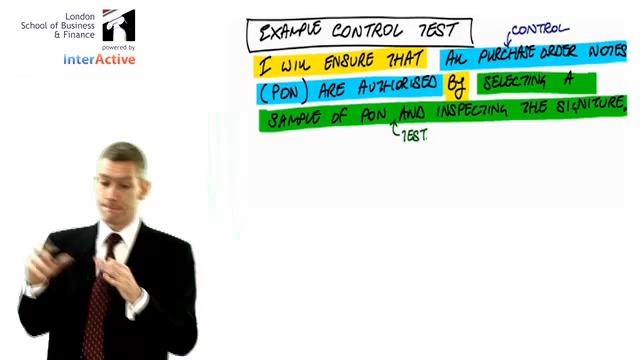 London
School of Business
& Finance
powered by
InterActive
EXAMPLE CONTROL TEST
CONTROL
I WILL ENSURE THAT ALL PURCHASE ORDER NOTES
(PON) ARE AUTHORISED BY SELECTING A
SAMPLE OF PON AND INSPECTING THE SIGNITURE.
TEST.